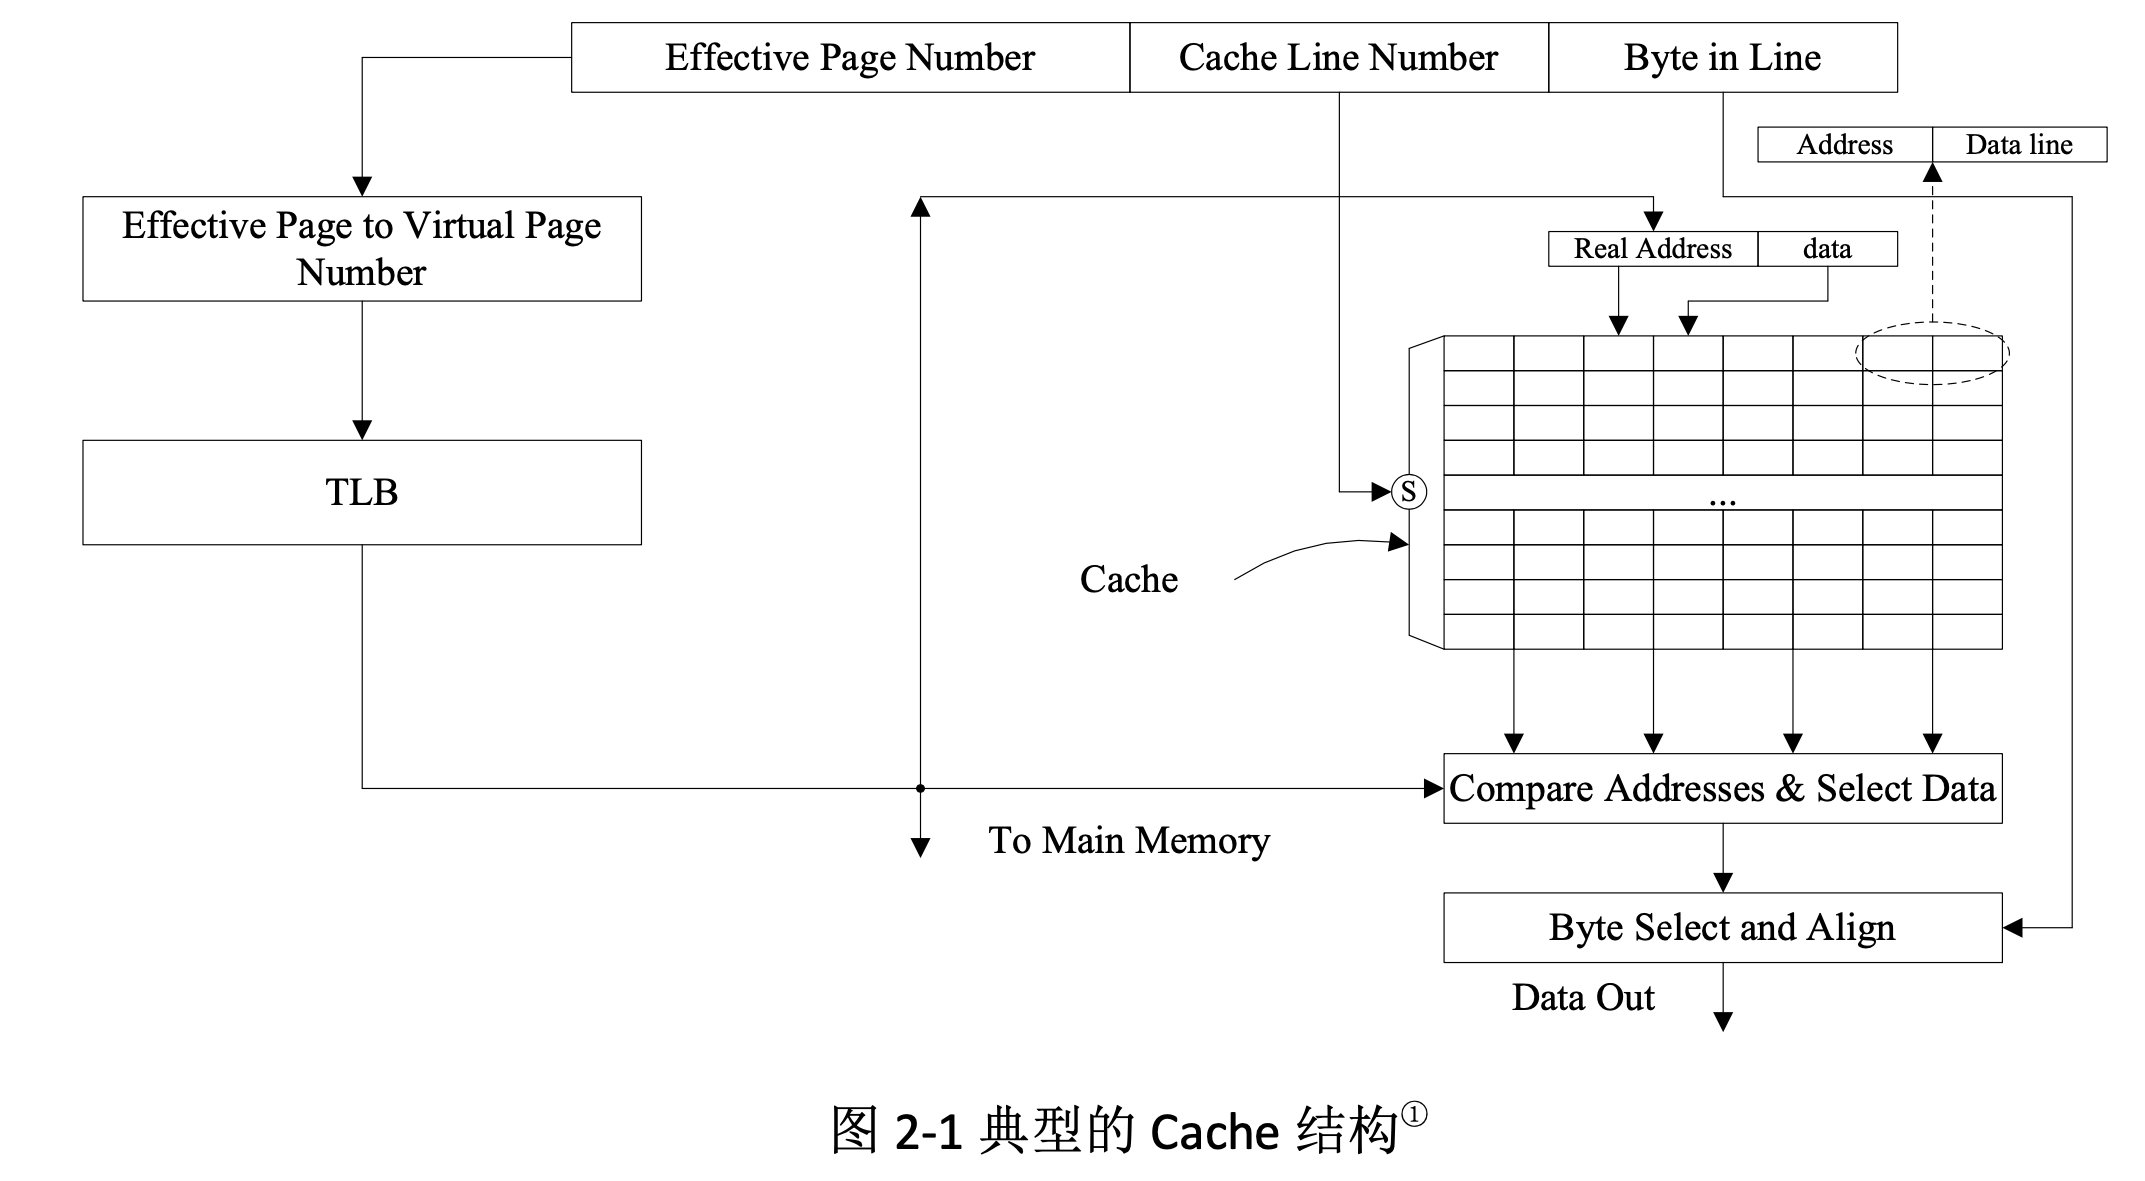 Effective Page Number
Cache Line Number
Byte in Line
Address
Data line
Effective Page to Virtual Page
Number
Real Address
data
TLB
S
...
Cache
Compare Addresses & Select Data
To Main Memory
Byte Select and Align
Data Out
图 2-1 典型的 Cache 结构①